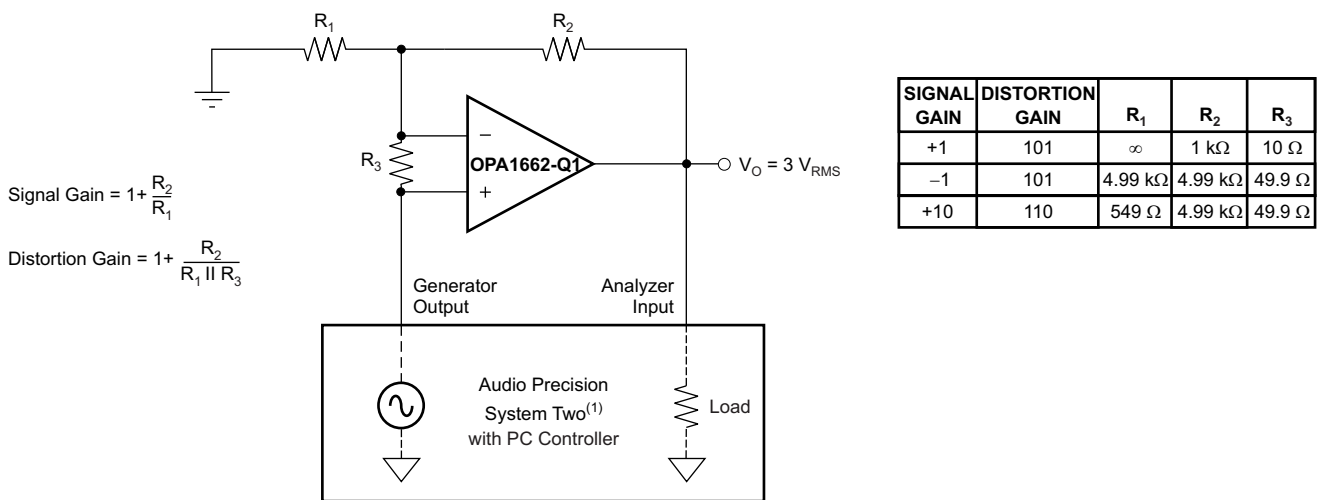 R1
R2
R3
−
OPA1662-Q1
+
VO = 3 VRMS
Signal Gain = 1+ R2
R1
Distortion Gain = 1+ R2
R1 II R3
Generator
Output
Analyzer
Input
Audio Precision
System Two(1)
with PC Controller
Load
SIGNAL GAIN DISTORTION GAIN R1 R2 R3
+1 101 ∞ 1 kΩ 10 Ω
−1 101 4.99 kΩ 4.99 kΩ 49.9 Ω
+10 110 549 Ω 4.99 kΩ 49.9 Ω